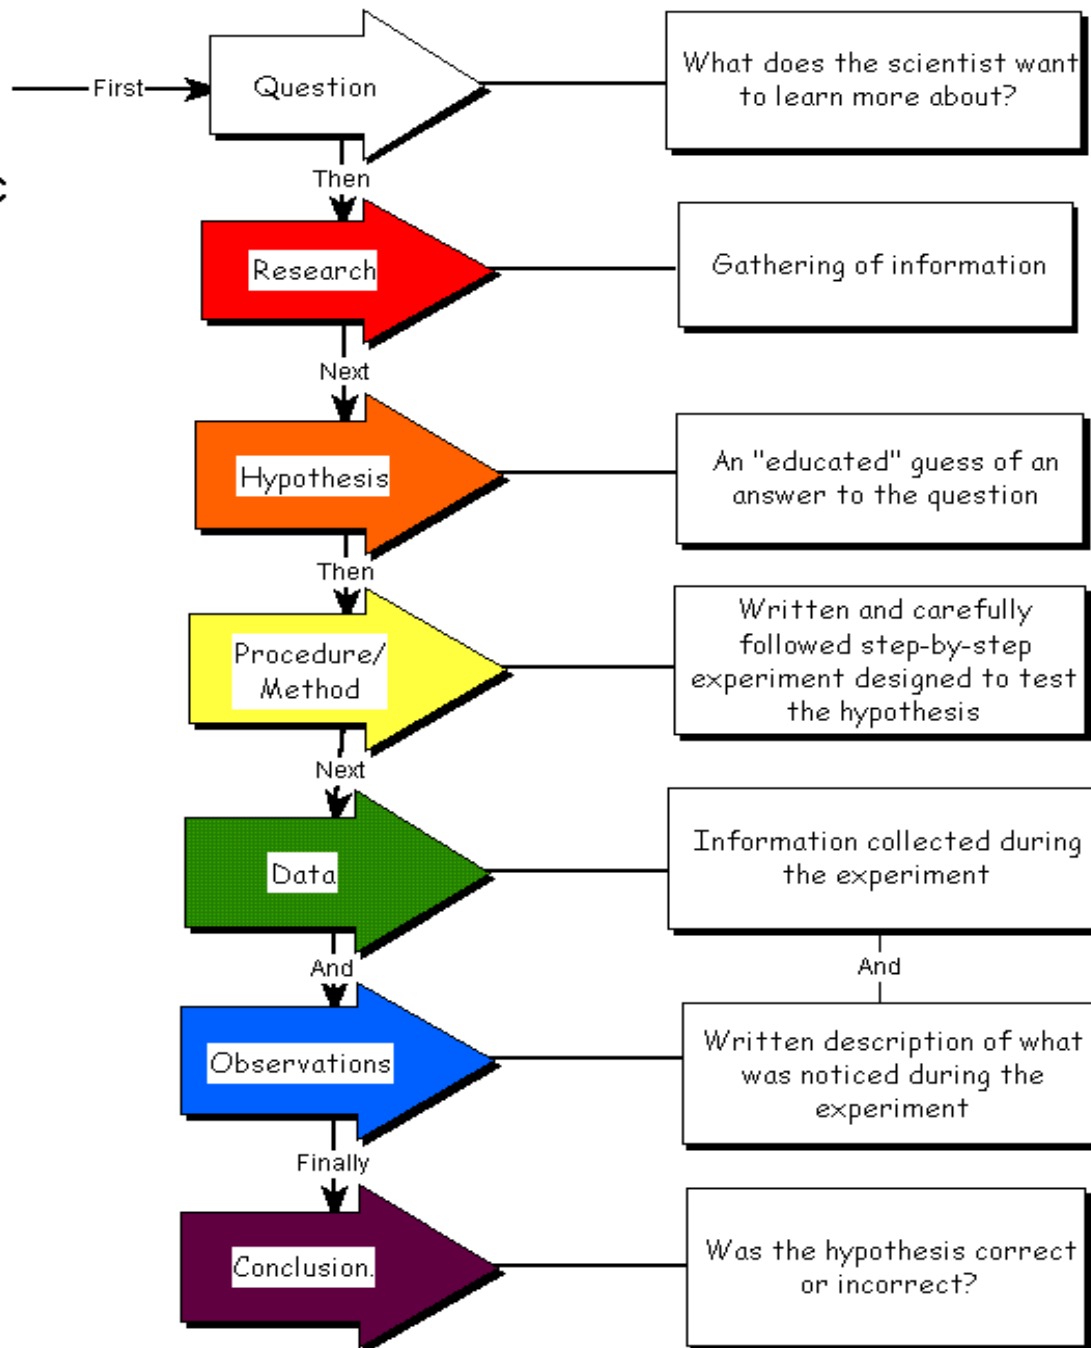 First
Question
What does the scientist want
to learn more about?
Then
c
Research
Gathering of information
Next
Hypothesis
An "educated" guess of an
answer to the question
Then
Procedure/
Method
Written and carefully
followed step-by-step
experiment designed to test
the hypothesis
Next
Data
Information collected during
the experiment
And
And
Observations
Written description of what
was noticed during the
experiment
Finally
Conclusion.
Was the hypothesis correct
or incorrect?